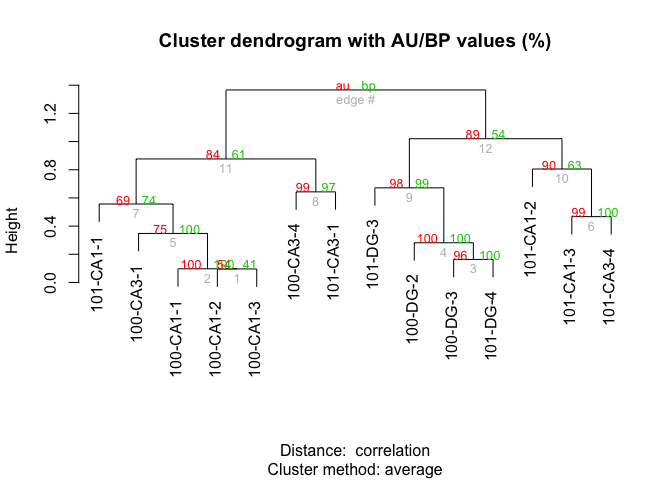 Cluster dendrogram with AU/BP values (%)
au bp
edge #
89 54
12
84 61
11
90 63
10
98 99
9
99 97
8
69 74
7
99 100
6
75 100
5
100 100
4
96 100
3
100 100
2
54 41
1
Height
0.0 0.4 0.8 1.2
101-CA1-1
100-CA3-1
100-CA1-1
100-CA1-2
100-CA1-3
100-CA3-4
101-CA3-1
101-DG-3
100-DG-2
100-DG-3
101-DG-4
101-CA1-2
101-CA1-3
101-CA3-4
Distance: correlation
Cluster method: average